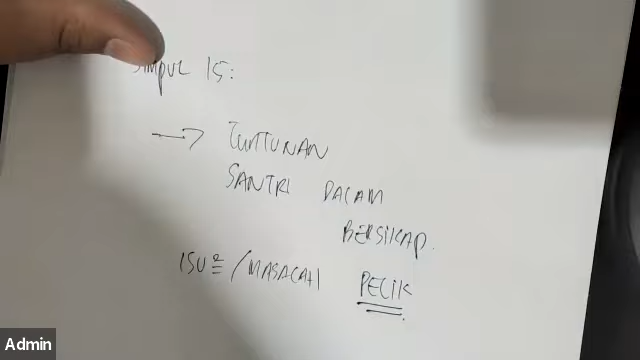 Simpul 15:
→ TUNTUNAN
SANTRI DALAM
BERSIKAP.
ISU² / MASALAH PELIK
Admin